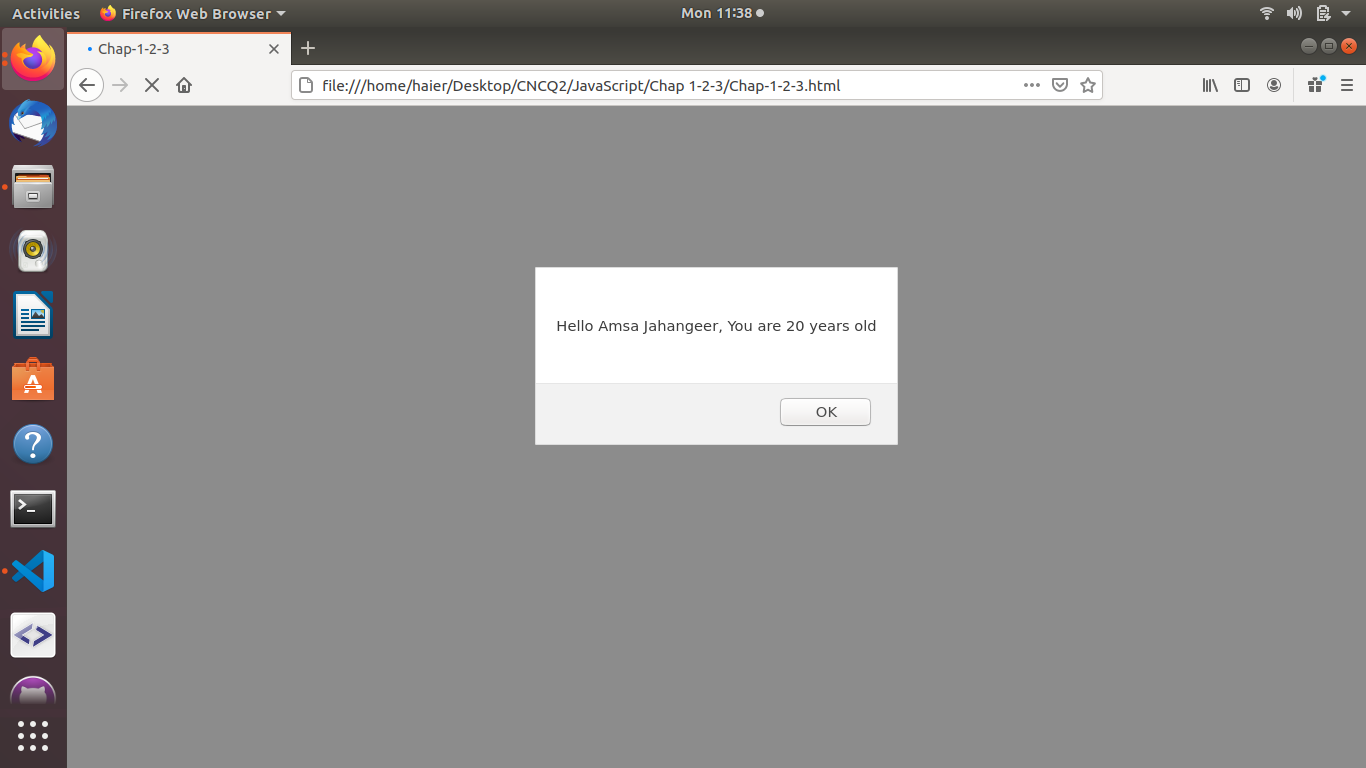 Activities
Firefox Web Browser
Mon 11:38
Chap-1-2-3
file:///home/haier/Desktop/CNCQ2/JavaScript/Chap 1-2-3/Chap-1-2-3.html
Hello Amsa Jahangeer, You are 20 years old
OK